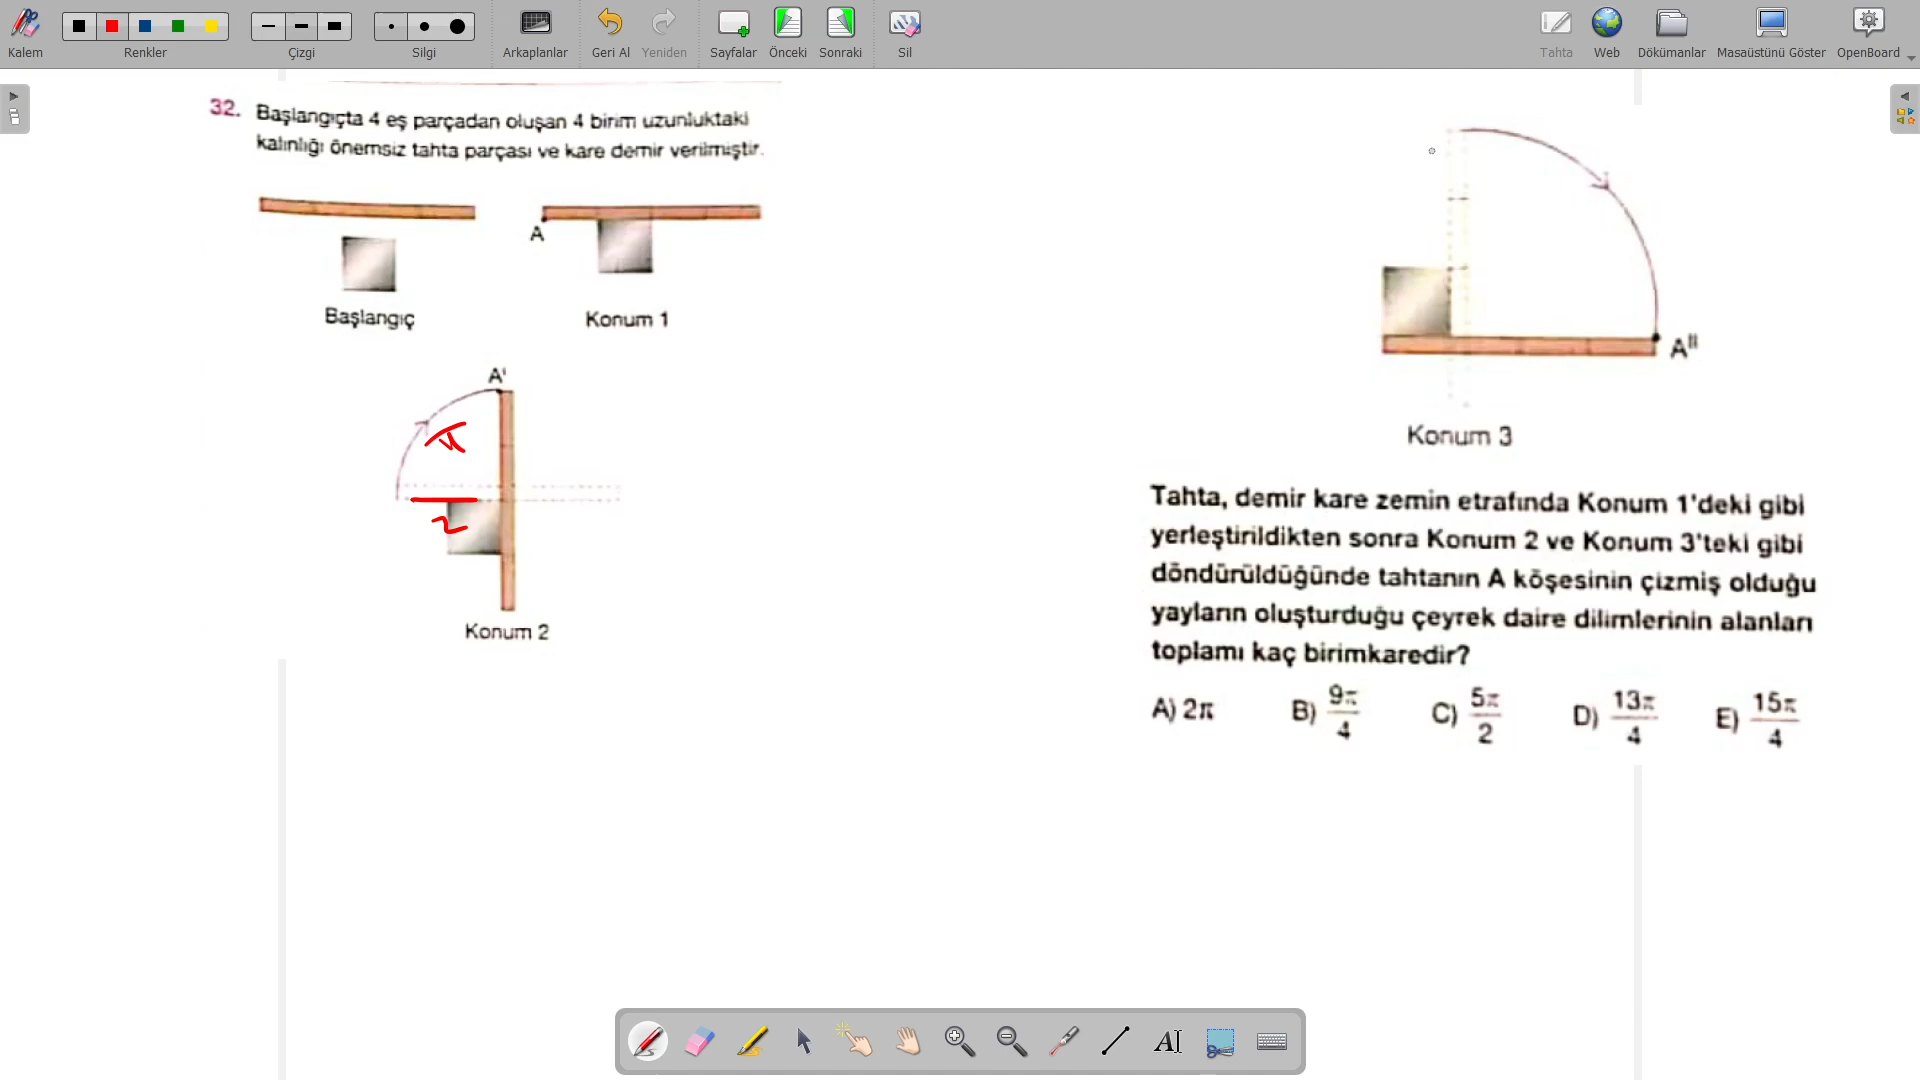 Kalem
Renkler
Çizgi
Silgi
Arkaplanlar
Geri Al
Yeniden
Sayfalar
Önceki
Sonraki
Sil
Tahta
Web
Dökümanlar
Masaüstünü Göster
OpenBoard
32. Başlangıçta 4 eş parçadan oluşan 4 birim uzunluktaki
kalınlığı önemsiz tahta parçası ve kare demir verilmiştir.
A
Başlangıç
Konum 1
A'
π
2
Konum 2
A''
Konum 3
Tahta, demir kare zemin etrafında Konum 1'deki gibi
yerleştirildikten sonra Konum 2 ve Konum 3'teki gibi
döndürüldüğünde tahtanın A köşesinin çizmiş olduğu
yayların oluşturduğu çeyrek daire dilimlerinin alanları
toplamı kaç birimkaredir?
A) 2π B) 9π/4 C) 5π/2 D) 13π/4 E) 15π/4